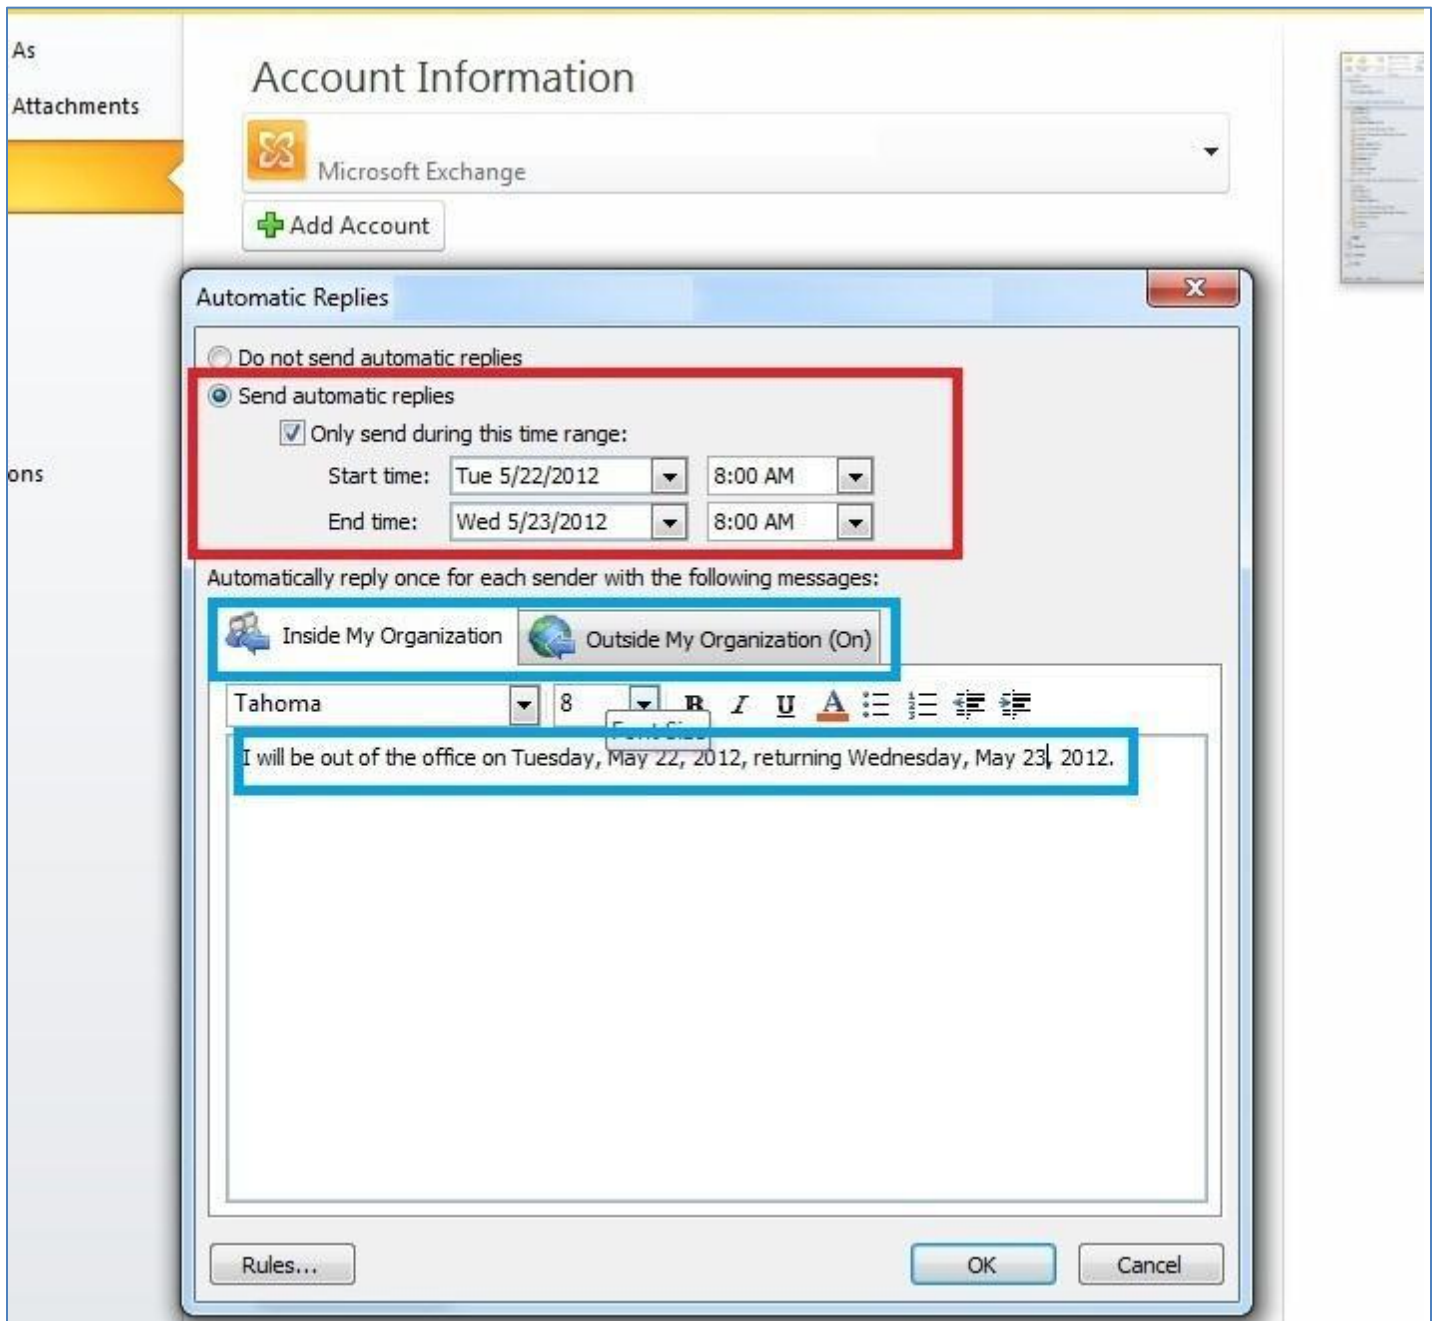 As
Attachments
ons
Account Information
Microsoft Exchange
Add Account
Automatic Replies
Do not send automatic replies
Send automatic replies
Only send during this time range:
Start time: Tue 5/22/2012 8:00 AM
End time: Wed 5/23/2012 8:00 AM
Automatically reply once for each sender with the following messages:
Inside My Organization Outside My Organization (On)
Tahoma 8 B I U A
Font Size
I will be out of the office on Tuesday, May 22, 2012, returning Wednesday, May 23, 2012.
Rules... OK Cancel